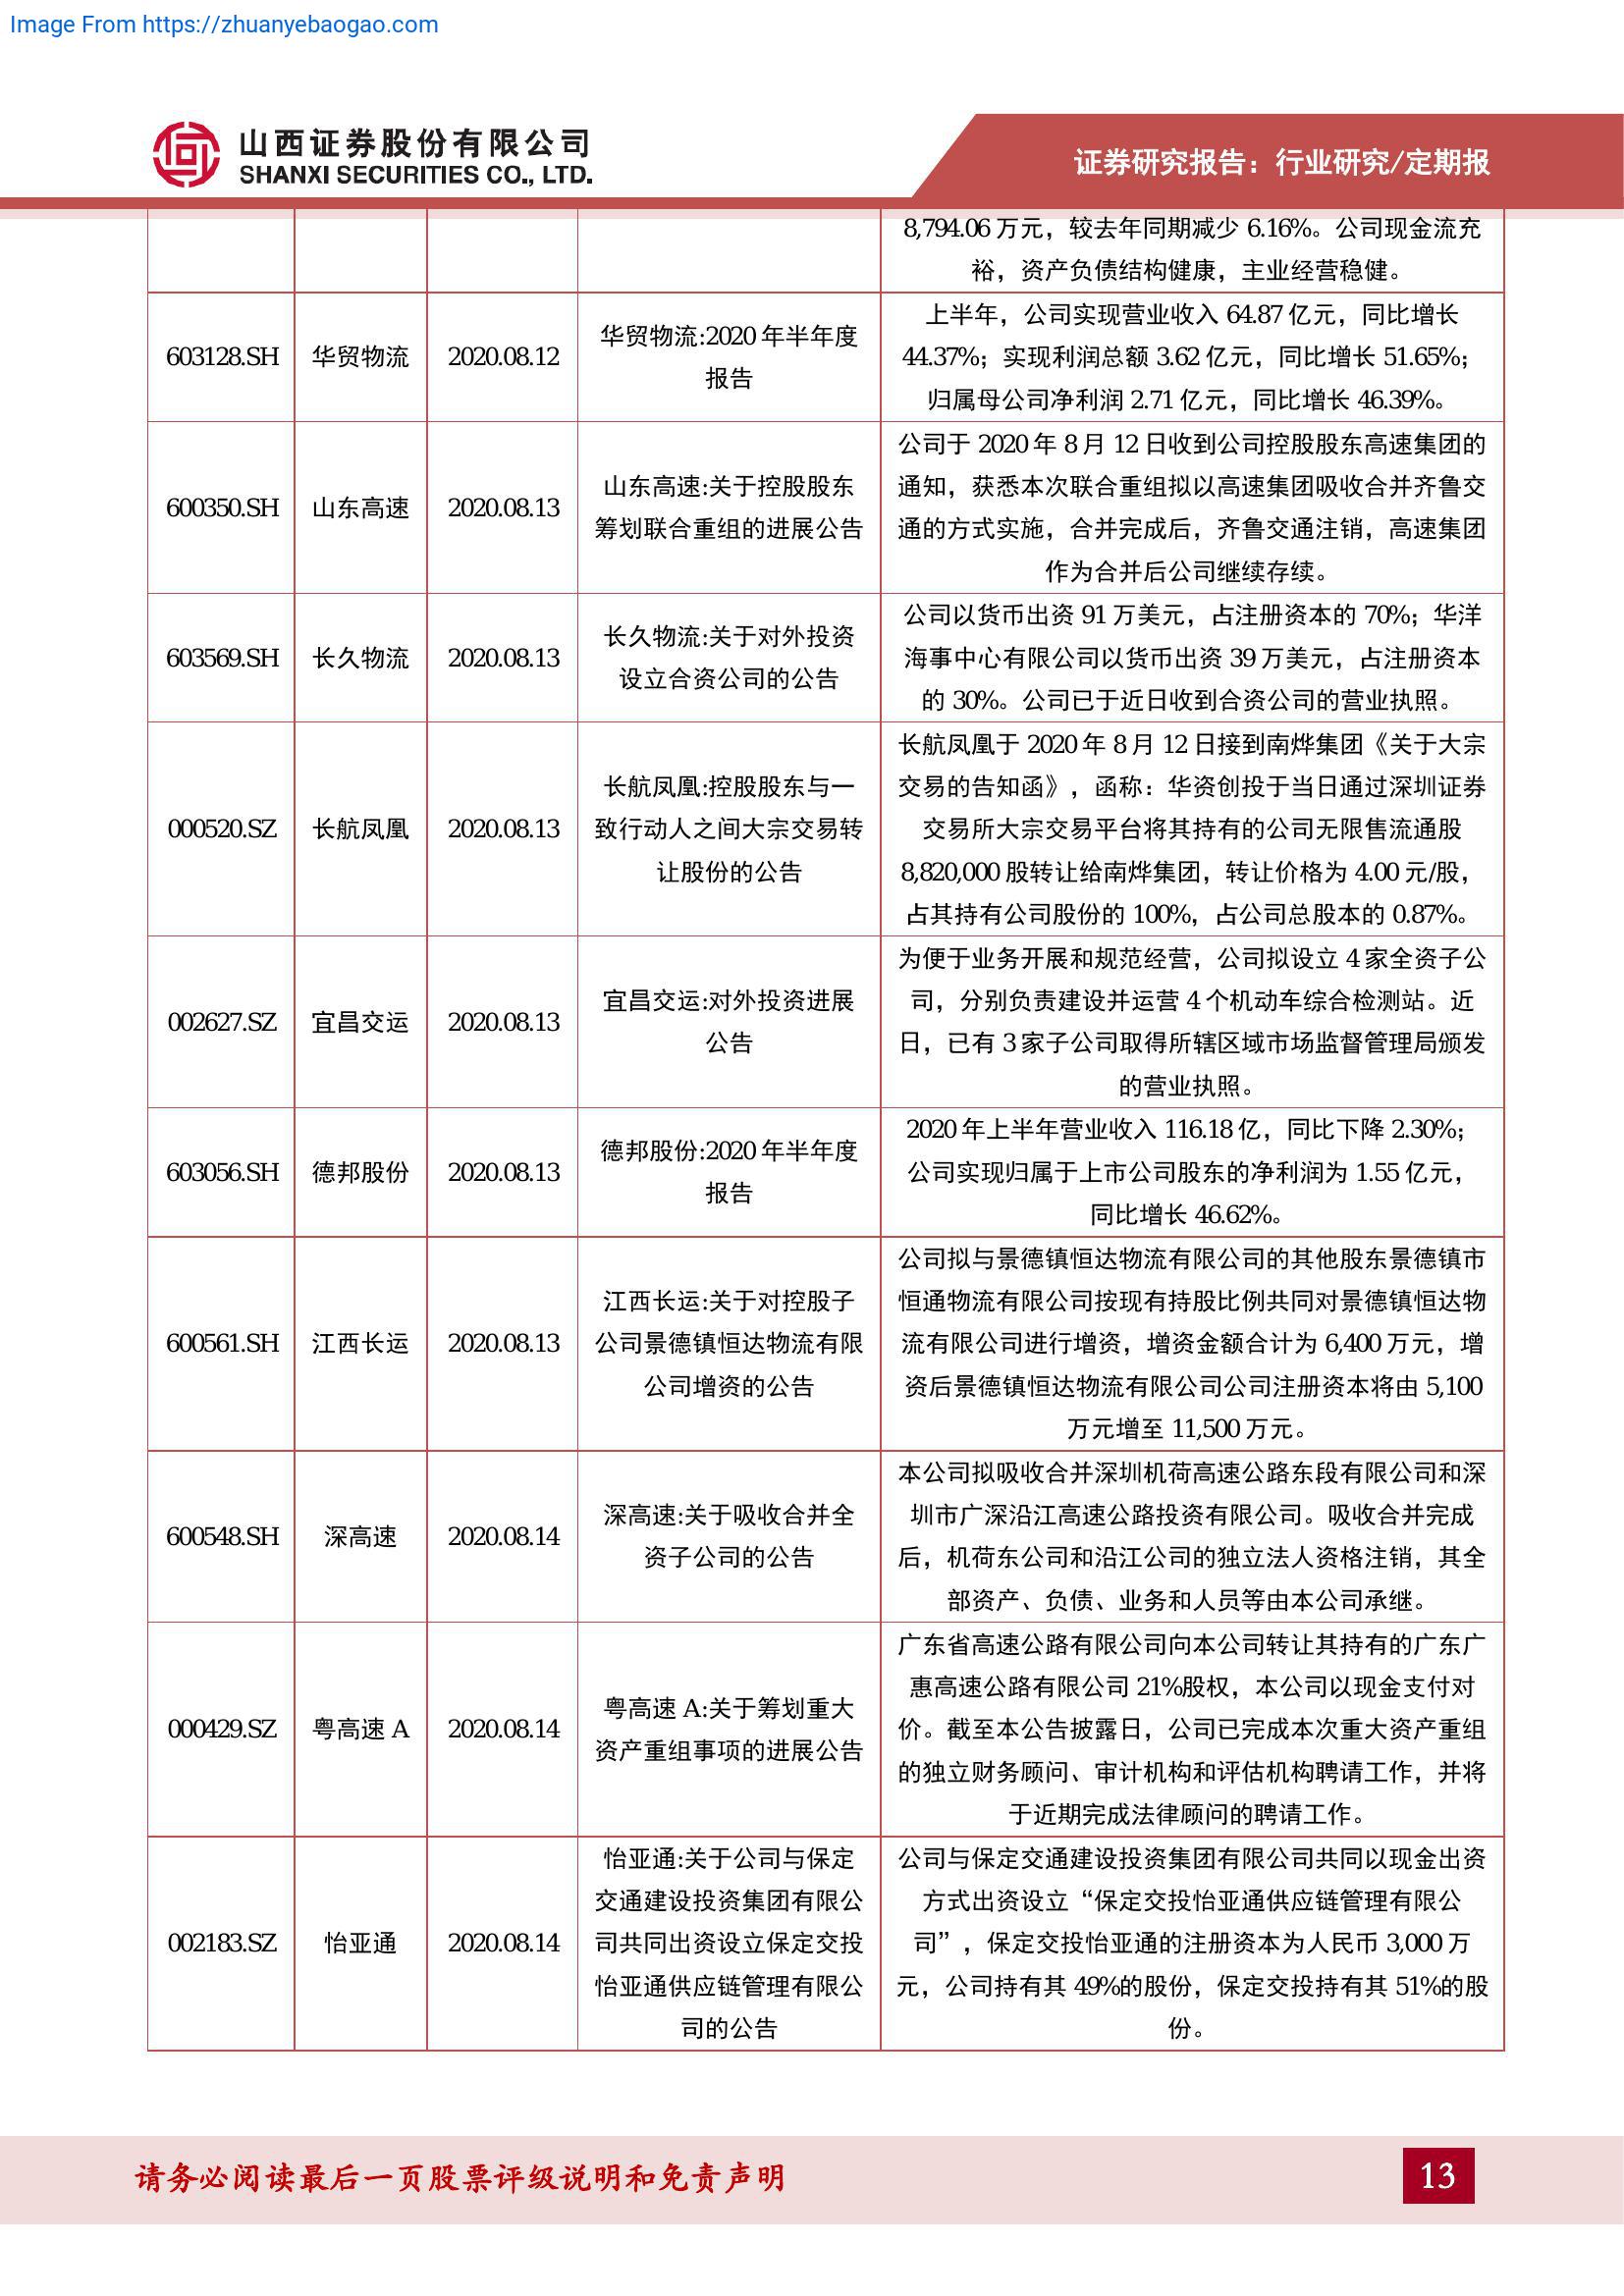 Image From https://zhuanyebaogao.com
山西证券股份有限公司
SHANXI SECURITIES CO., LTD.
证券研究报告：行业研究/定期报
8,794.06 万元，较去年同期减少 6.16%。公司现金流充
裕，资产负债结构健康，主业经营稳健。
603128.SH
华贸物流
2020.08.12
华贸物流:2020 年半年度
报告
上半年，公司实现营业收入 64.87 亿元，同比增长
44.37%；实现利润总额 3.62 亿元，同比增长 51.65%；
归属母公司净利润 2.71 亿元，同比增长 46.39%。
600350.SH
山东高速
2020.08.13
山东高速:关于控股股东
筹划联合重组的进展公告
公司于 2020 年 8 月 12 日收到公司控股股东高速集团的
通知，获悉本次联合重组拟以高速集团吸收合并齐鲁交
通的方式实施，合并完成后，齐鲁交通注销，高速集团
作为合并后公司继续存续。
603569.SH
长久物流
2020.08.13
长久物流:关于对外投资
设立合资公司的公告
公司以货币出资 91 万美元，占注册资本的 70%；华洋
海事中心有限公司以货币出资 39 万美元，占注册资本
的 30%。公司已于近日收到合资公司的营业执照。
000520.SZ
长航凤凰
2020.08.13
长航凤凰:控股股东与一
致行动人之间大宗交易转
让股份的公告
长航凤凰于 2020 年 8 月 12 日接到南烨集团《关于大宗
交易的告知函》，函称：华资创投于当日通过深圳证券
交易所大宗交易平台将其持有的公司无限售流通股
8,820,000 股转让给南烨集团，转让价格为 4.00 元/股，
占其持有公司股份的 100%，占公司总股本的 0.87%。
002627.SZ
宜昌交运
2020.08.13
宜昌交运:对外投资进展
公告
为便于业务开展和规范经营，公司拟设立 4 家全资子公
司，分别负责建设并运营 4 个机动车综合检测站。近
日，已有 3 家子公司取得所辖区域市场监督管理局颁发
的营业执照。
603056.SH
德邦股份
2020.08.13
德邦股份:2020 年半年度
报告
2020 年上半年营业收入 116.18 亿，同比下降 2.30%；
公司实现归属于上市公司股东的净利润为 1.55 亿元，
同比增长 46.62%。
600561.SH
江西长运
2020.08.13
江西长运:关于对控股子
公司景德镇恒达物流有限
公司增资的公告
公司拟与景德镇恒达物流有限公司的其他股东景德镇市
恒通物流有限公司按现有持股比例共同对景德镇恒达物
流有限公司进行增资，增资金额合计为 6,400 万元，增
资后景德镇恒达物流有限公司公司注册资本将由 5,100
万元增至 11,500 万元。
600548.SH
深高速
2020.08.14
深高速:关于吸收合并全
资子公司的公告
本公司拟吸收合并深圳机荷高速公路东段有限公司和深
圳市广深沿江高速公路投资有限公司。吸收合并完成
后，机荷东公司和沿江公司的独立法人资格注销，其全
部资产、负债、业务和人员等由本公司承继。
000429.SZ
粤高速 A
2020.08.14
粤高速 A:关于筹划重大
资产重组事项的进展公告
广东省高速公路有限公司向本公司转让其持有的广东广
惠高速公路有限公司 21%股权，本公司以现金支付对
价。截至本公告披露日，公司已完成本次重大资产重组
的独立财务顾问、审计机构和评估机构聘请工作，并将
于近期完成法律顾问的聘请工作。
002183.SZ
怡亚通
2020.08.14
怡亚通:关于公司与保定
交通建设投资集团有限公
司共同出资设立保定交投
怡亚通供应链管理有限公
司的公告
公司与保定交通建设投资集团有限公司共同以现金出资
方式出资设立“保定交投怡亚通供应链管理有限公
司”，保定交投怡亚通的注册资本为人民币 3,000 万
元，公司持有其 49%的股份，保定交投持有其 51%的股
份。
请务必阅读最后一页股票评级说明和免责声明
13